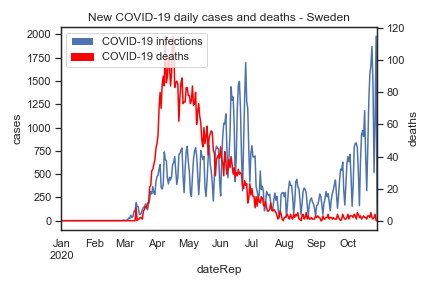 New COVID-19 daily cases and deaths - Sweden
COVID-19 infections
COVID-19 deaths
2000
1750
1500
1250
1000
750
500
250
0
cases
120
100
80
60
40
20
0
deaths
Jan Feb Mar Apr May Jun Jul Aug Sep Oct
2020
dateRep